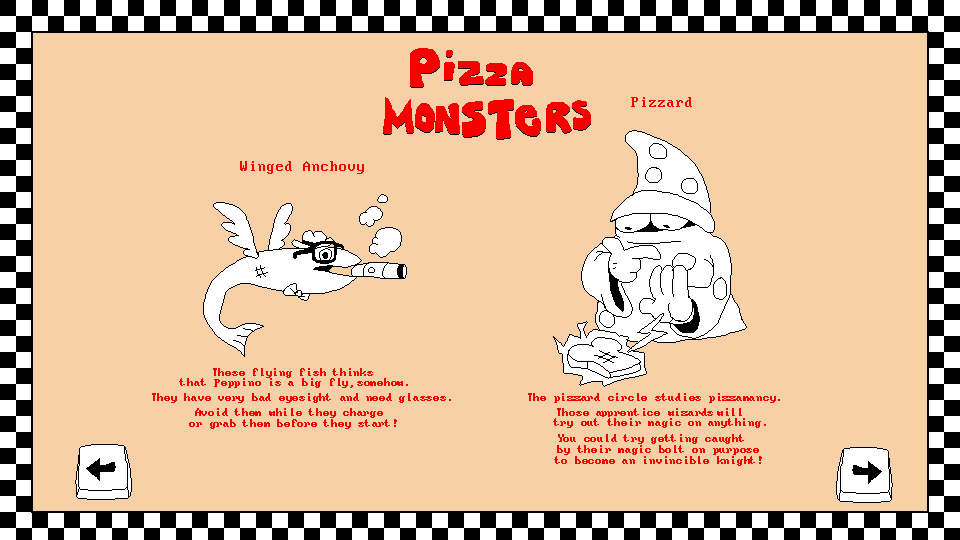 Pizza
MONSTERS
Pizzard
Winged Anchovy
These flying fish thinks
that Peppino is a big fly,somehow.
They have very bad eyesight and need glasses.
Avoid them while they charge
or grab them before they start!
The pizzard circle studies pizzamancy.
Those apprentice wizards will
try out their magic on anything.
You could try getting caught
by their magic bolt on purpose
to become an invincible knight!